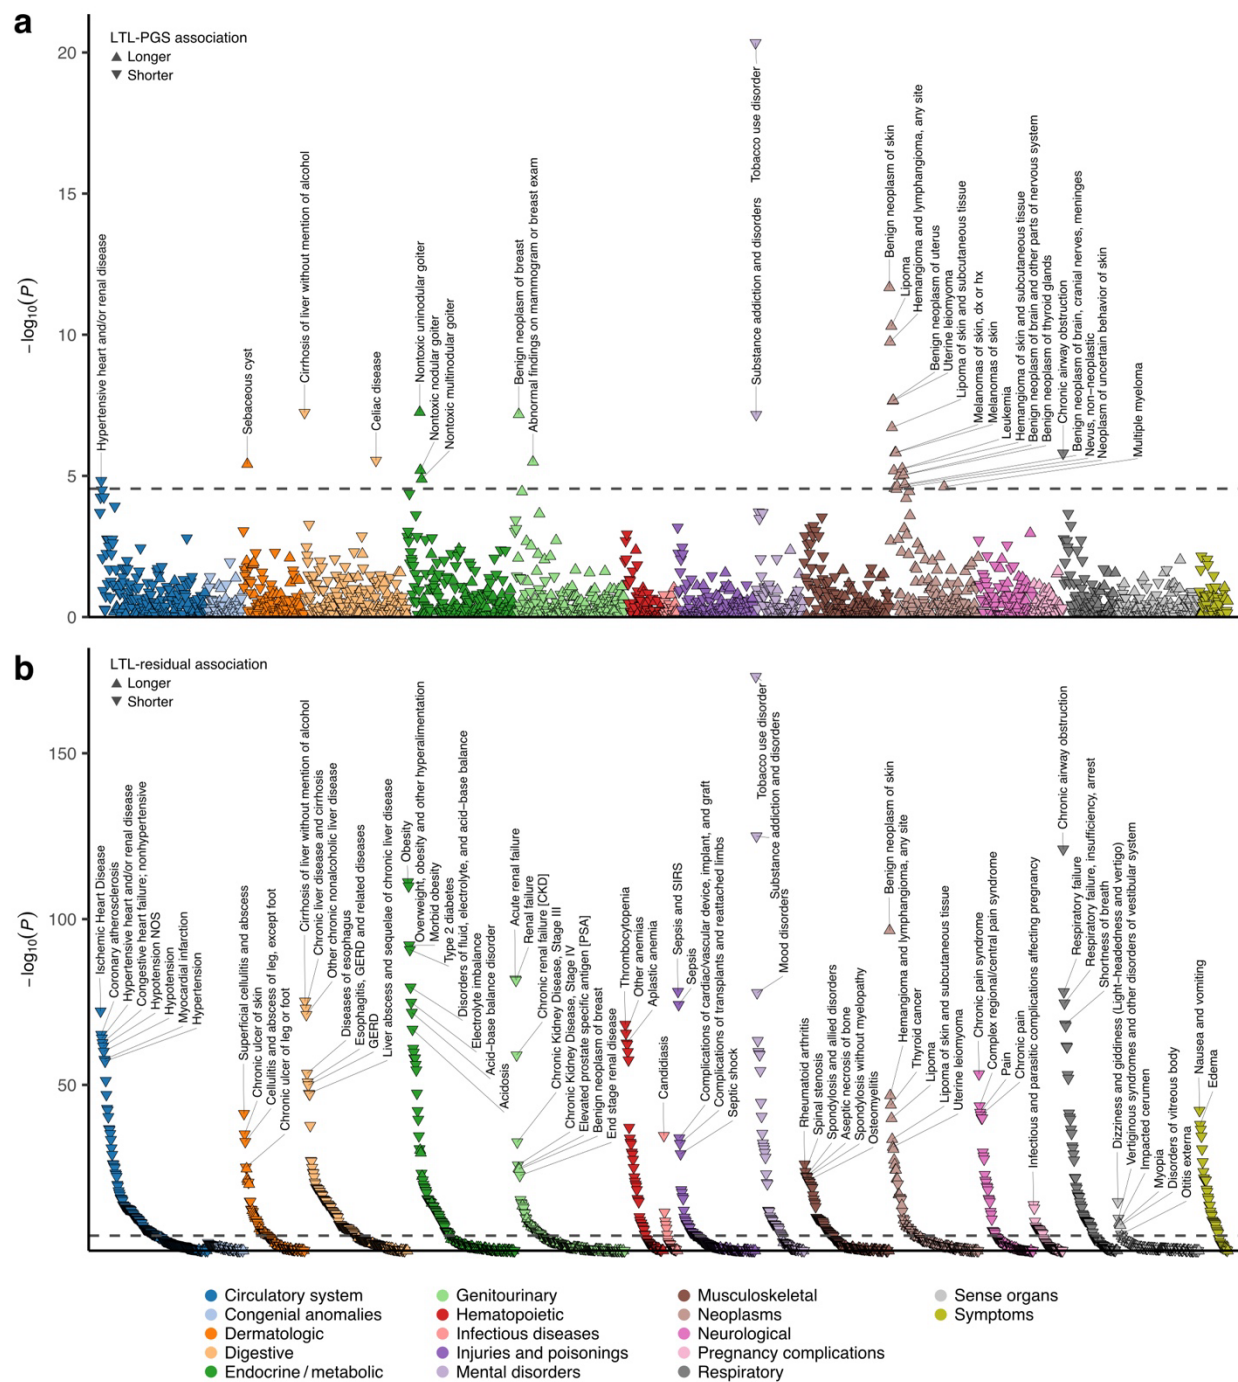 a
LTL-PGS association
Longer
Shorter
−log10(P)
20
15
10
5
0
Hypertensive heart and/or renal disease
Sebaceous cyst
Cirrhosis of liver without mention of alcohol
Celiac disease
Nontoxic uninodular goiter
Nontoxic nodular goiter
Nontoxic multinodular goiter
Benign neoplasm of breast
Abnormal findings on mammogram or breast exam
Substance addiction and disorders
Tobacco use disorder
Benign neoplasm of skin
Lipoma
Hemangioma and lymphangioma, any site
Benign neoplasm of uterus
Uterine leiomyoma
Lipoma of skin and subcutaneous tissue
Melanomas of skin, dx or hx
Melanomas of skin
Leukemia
Hemangioma of skin and subcutaneous tissue
Benign neoplasm of brain and other parts of nervous system
Benign neoplasm of thyroid glands
Chronic airway obstruction
Benign neoplasm of brain, cranial nerves, meninges
Nevus, non−neoplastic
Neoplasm of uncertain behavior of skin
Multiple myeloma
b
LTL-residual association
Longer
Shorter
−log10(P)
150
100
50
Ischemic Heart Disease
Coronary atherosclerosis
Hypertensive heart and/or renal disease
Congestive heart failure; nonhypertensive
Hypotension NOS
Hypotension
Myocardial infarction
Hypertension
Superficial cellulitis and abscess
Chronic ulcer of skin
Cellulitis and abscess of leg, except foot
Chronic ulcer of leg or foot
Cirrhosis of liver without mention of alcohol
Chronic liver disease and cirrhosis
Other chronic nonalcoholic liver disease
Diseases of esophagus
Esophagitis, GERD and related diseases
GERD
Liver abscess and sequelae of chronic liver disease
Obesity
Overweight, obesity and other hyperalimentation
Morbid obesity
Type 2 diabetes
Disorders of fluid, electrolyte, and acid−base balance
Electrolyte imbalance
Acid−base balance disorder
Acidosis
Acute renal failure
Renal failure
Chronic renal failure [CKD]
Chronic Kidney Disease, Stage III
Chronic Kidney Disease, Stage IV
Elevated prostate specific antigen [PSA]
Benign neoplasm of breast
End stage renal disease
Thrombocytopenia
Other anemias
Aplastic anemia
Candidiasis
Sepsis and SIRS
Sepsis
Complications of cardiac/vascular device, implant, and graft
Complications of transplants and reattached limbs
Septic shock
Tobacco use disorder
Substance addiction and disorders
Mood disorders
Rheumatoid arthritis
Spinal stenosis
Spondylosis and allied disorders
Aseptic necrosis of bone
Spondylosis without myelopathy
Osteomyelitis
Benign neoplasm of skin
Hemangioma and lymphangioma, any site
Thyroid cancer
Lipoma
Lipoma of skin and subcutaneous tissue
Uterine leiomyoma
Chronic pain syndrome
Complex regional/central pain syndrome
Pain
Chronic pain
Infectious and parasitic complications affecting pregnancy
Chronic airway obstruction
Respiratory failure
Respiratory failure, insufficiency, arrest
Shortness of breath
Dizziness and giddiness (Light−headedness and vertigo)
Vertiginous syndromes and other disorders of vestibular system
Impacted cerumen
Myopia
Disorders of vitreous body
Otitis externa
Nausea and vomiting
Edema
Circulatory system
Congenial anomalies
Dermatologic
Digestive
Endocrine / metabolic
Genitourinary
Hematopoietic
Infectious diseases
Injuries and poisonings
Mental disorders
Musculoskeletal
Neoplasms
Neurological
Pregnancy complications
Respiratory
Sense organs
Symptoms